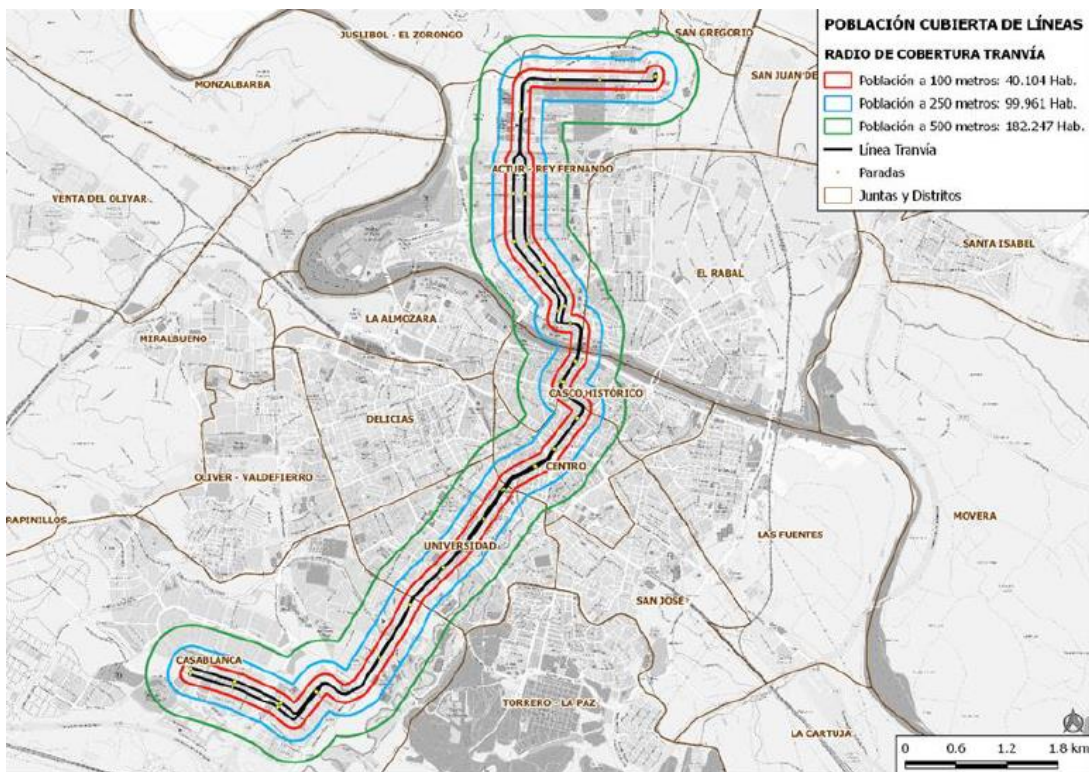 JUSLIBOL - EL ZORONGO
SAN GREGORIO
POBLACIÓN CUBIERTA DE LÍNEAS
RADIO DE COBERTURA TRANVÍA
Población a 100 metros: 40.104 Hab.
Población a 250 metros: 99.961 Hab.
Población a 500 metros: 182.247 Hab.
Línea Tranvía
Paradas
Juntas y Distritos
MONZALBARBA
SAN JUAN DE
ACTUR - REY FERNANDO
VENTA DEL OLIVAR
SANTA ISABEL
EL RABAL
LA ALMOZARA
MIRALBUENO
CASCO HISTÓRICO
DELICIAS
CENTRO
OLIVER - VALDEFIERRO
RAPINILLOS
MOVERA
LAS FUENTES
UNIVERSIDAD
SAN JOSÉ
CASABLANCA
TORRERO - LA PAZ
LA CARTUJA
0 0.6 1.2 1.8 km